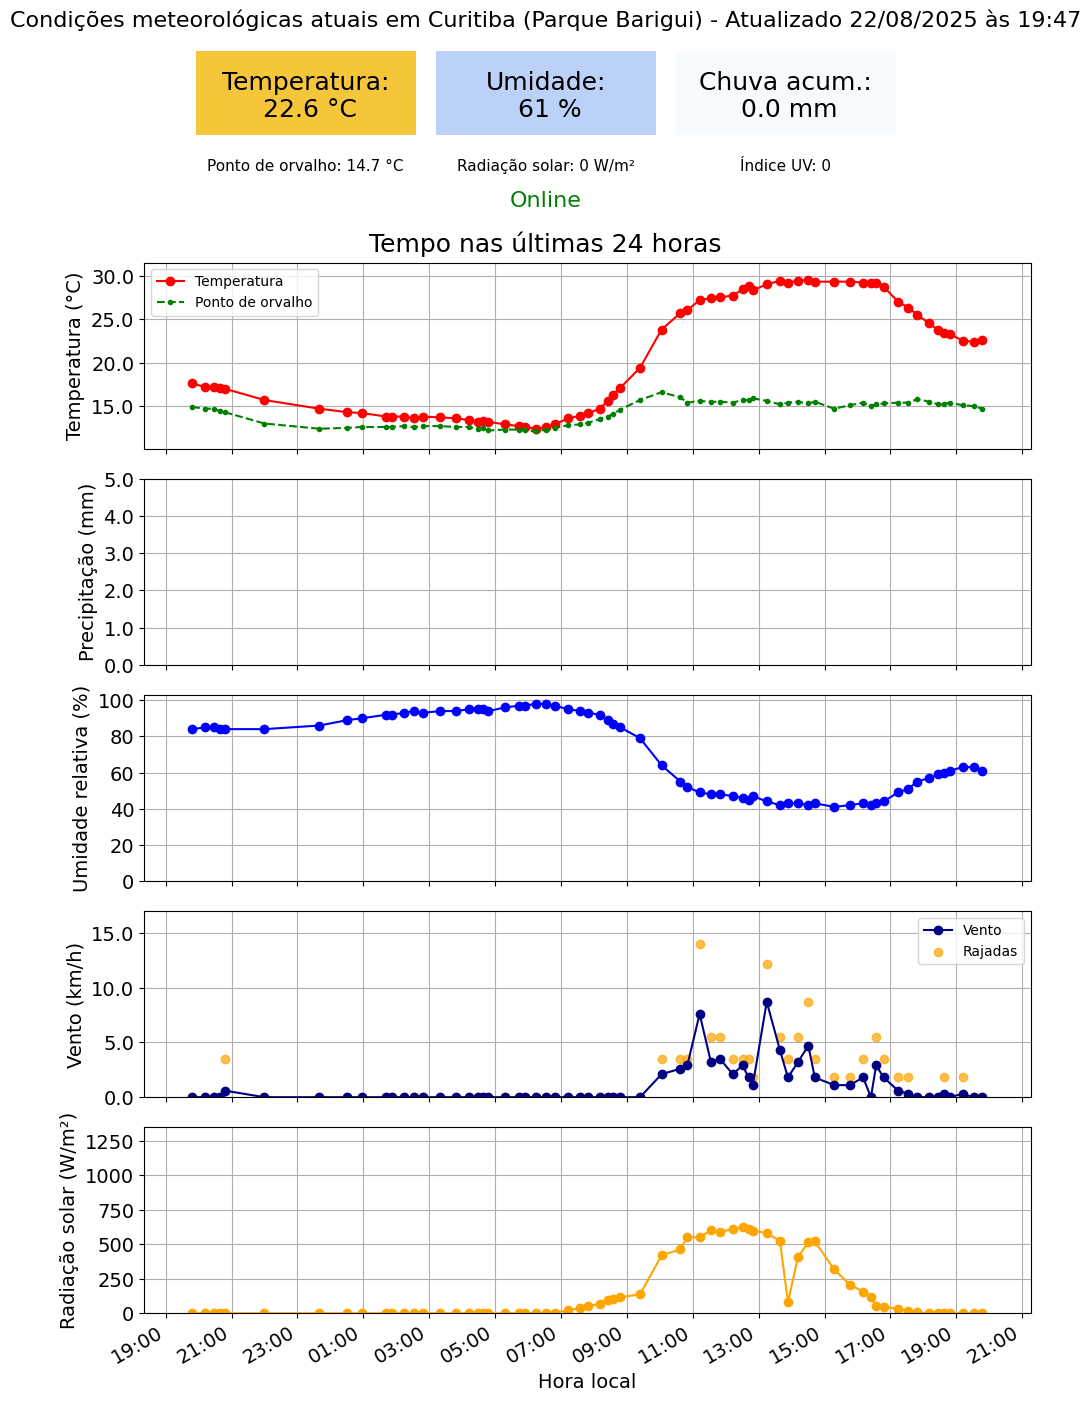 Condições meteorológicas atuais em Curitiba (Parque Barigui) - Atualizado 22/08/2025 às 19:47
Temperatura:
22.6 °C
Umidade:
61 %
Chuva acum.:
0.0 mm
Ponto de orvalho: 14.7 °C
Radiação solar: 0 W/m²
Índice UV: 0
Online
Tempo nas últimas 24 horas
Temperatura (°C)
30.0
25.0
20.0
15.0
Temperatura
Ponto de orvalho
Precipitação (mm)
5.0
4.0
3.0
2.0
1.0
0.0
Umidade relativa (%)
100
80
60
40
20
0
Vento (km/h)
15.0
10.0
5.0
0.0
Vento
Rajadas
Radiação solar (W/m²)
1250
1000
750
500
250
0
19:00
21:00
23:00
01:00
03:00
05:00
07:00
09:00
11:00
13:00
15:00
17:00
19:00
21:00
Hora local